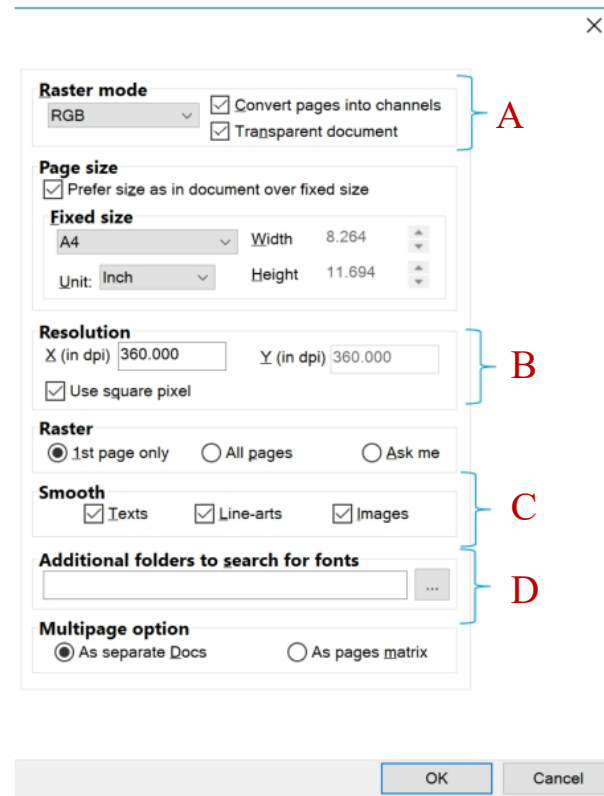 Raster mode
RGB
Convert pages into channels
Transparent document
A
Page size
Prefer size as in document over fixed size
Fixed size
A4 Width 8.264
Unit: Inch Height 11.694
Resolution
X (in dpi) 360.000 Y (in dpi) 360.000
Use square pixel
B
Raster
1st page only All pages Ask me
Smooth
Texts Line-arts Images
C
Additional folders to search for fonts
...
D
Multipage option
As separate Docs As pages matrix
OK Cancel